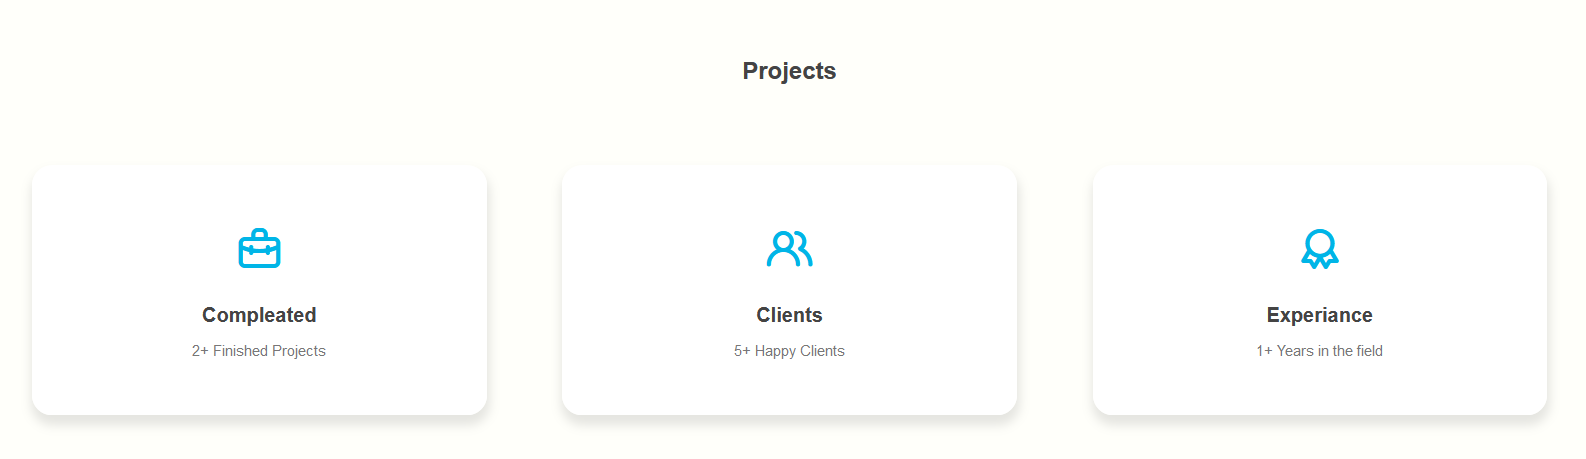 Projects
Compleated
2+ Finished Projects
Clients
5+ Happy Clients
Experiance
1+ Years in the field